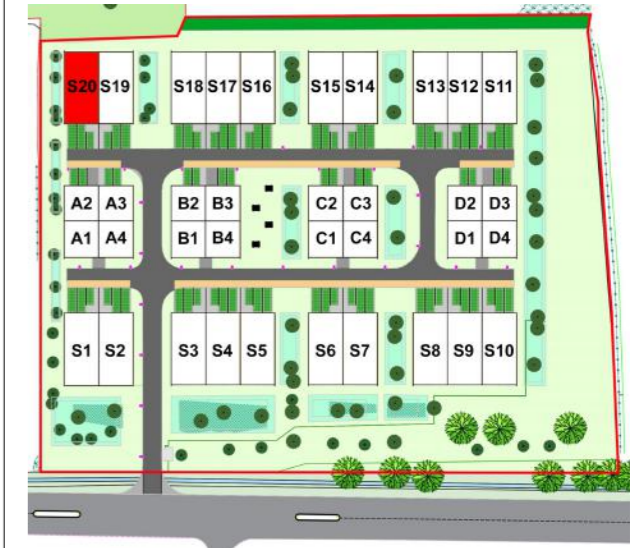 S20 S19 S18 S17 S16 S15 S14 S13 S12 S11
A2 A3 B2 B3 C2 C3 D2 D3
A1 A4 B1 B4 C1 C4 D1 D4
S1 S2 S3 S4 S5 S6 S7 S8 S9 S10